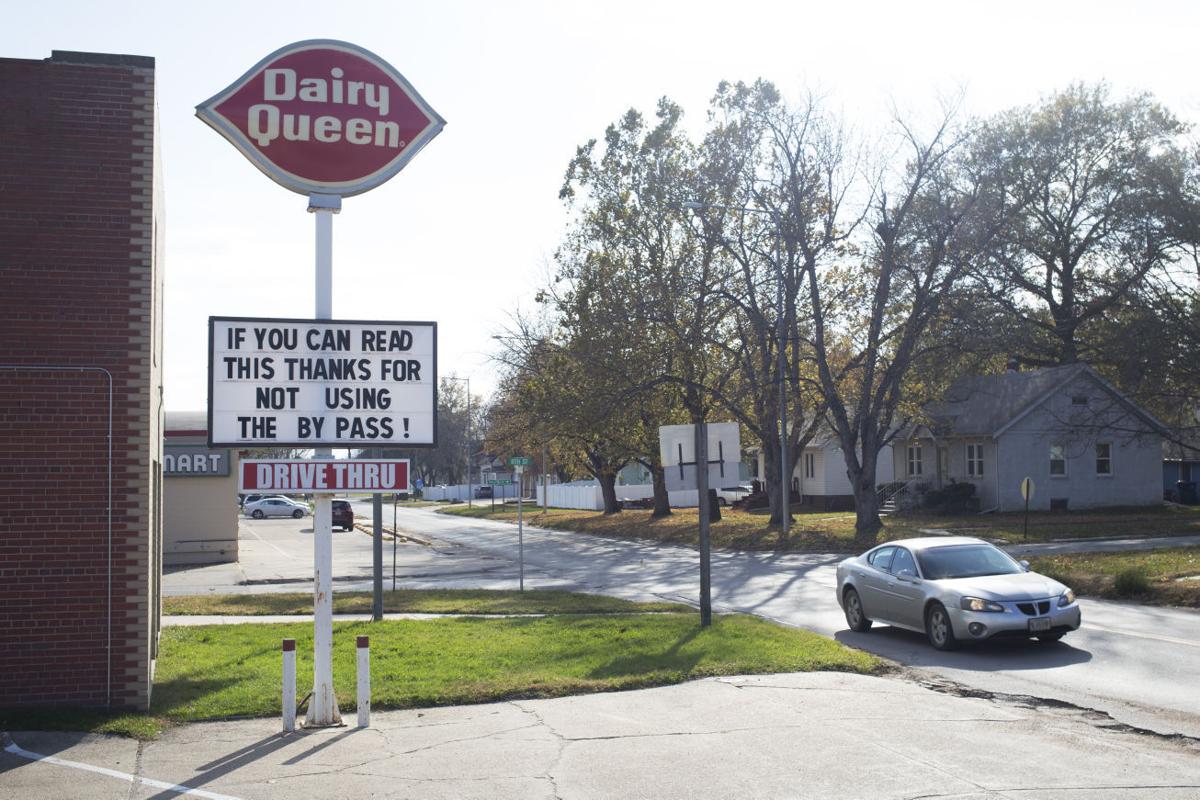 Dairy
Queen
IF YOU CAN READ
THIS THANKS FOR
NOT USING
THE BY PASS!
DRIVE THRU
MART